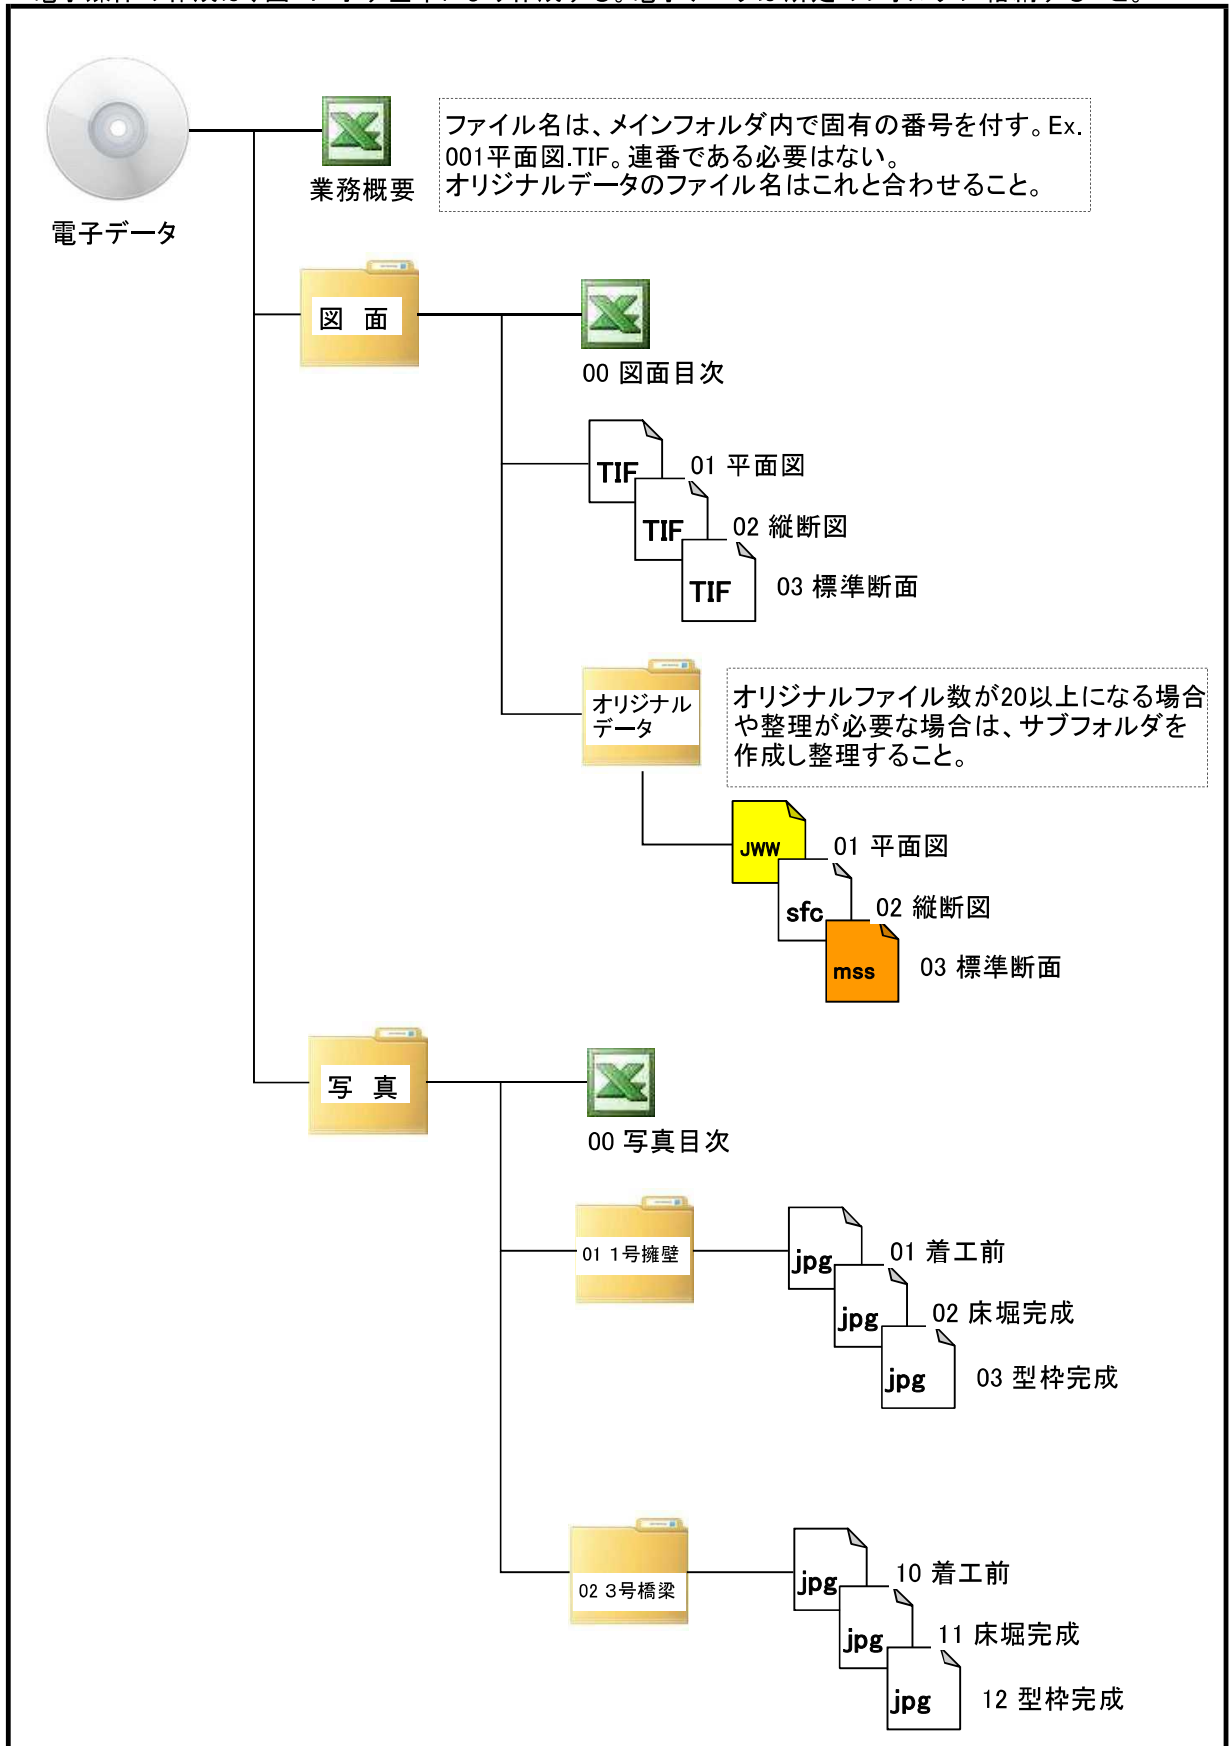 ファイル名は、メインフォルダ内で固有の番号を付す。Ex.
001平面図.TIF。連番である必要はない。
オリジナルデータのファイル名はこれと合わせること。
業務概要
電子データ
図 面
00 図面目次
TIF
01 平面図
TIF
02 縦断図
TIF
03 標準断面
オリジナル
データ
オリジナルファイル数が20以上になる場合
や整理が必要な場合は、サブフォルダを
作成し整理すること。
JWW
01 平面図
sfc
02 縦断図
mss
03 標準断面
写 真
00 写真目次
01 1号擁壁
jpg
01 着工前
jpg
02 床堀完成
jpg
03 型枠完成
02 3号橋梁
jpg
10 着工前
jpg
11 床堀完成
jpg
12 型枠完成